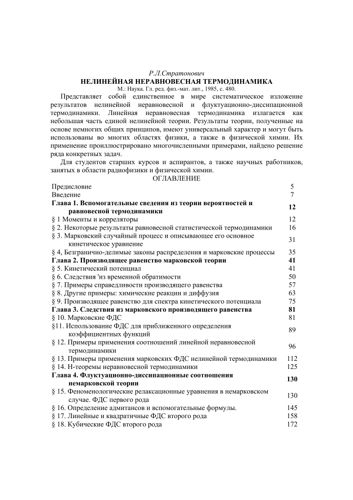 Р.Л.Стратонович
НЕЛИНЕЙНАЯ НЕРАВНОВЕСНАЯ ТЕРМОДИНАМИКА
М.: Наука. Гл. ред. физ.-мат. лит., 1985, с. 480.
Представляет собой единственное в мире систематическое изложение
результатов нелинейной неравновесной и флуктуационно-диссипационной
термодинамики. Линейная неравновесная термодинамика излагается как
небольшая часть единой нелинейной теории. Результаты теории, полученные на
основе немногих общих принципов, имеют универсальный характер и могут быть
использованы во многих областях физики, а также в физической химии. Их
применение проиллюстрировано многочисленными примерами, найдено решение
ряда конкретных задач.
Для студентов старших курсов и аспирантов, а также научных работников,
занятых в области радиофизики и физической химии.
ОГЛАВЛЕНИЕ
Предисловие 5
Введение 7
Глава 1. Вспомогательные сведения из теории вероятностей и
равновесной термодинамики 12
§ 1 Моменты и корреляторы 12
§ 2. Некоторые результаты равновесной статистической термодинамики 16
§ 3. Марковский случайный процесс и описывающее его основное
кинетическое уравнение 31
§ 4, Безгранично-делимые законы распределения и марковские процессы 35
Глава 2. Производящее равенство марковской теории 41
§ 5. Кинетический потенциал 41
§ 6. Следствия 'из временной обратимости 50
§ 7. Примеры справедливости производящего равенства 57
§ 8. Другие примеры: химические реакции и диффузия 63
§ 9. Производящее равенство для спектра кинетического потенциала 75
Глава 3. Следствия из марковского производящего равенства 81
§ 10. Марковские ФДС 81
§11. Использование ФДС для приближенного определения
коэффициентных функций 89
§ 12. Примеры применения соотношений линейной неравновесной
термодинамики 96
§ 13. Примеры применения марковских ФДС нелинейной термодинамики 112
§ 14. Н-теоремы неравновесной термодинамики 125
Глава 4. Флуктуационно-диссипационные соотношения
немарковской теории 130
§ 15. Феноменологические релаксационные уравнения в немарковском
случае. ФДС первого рода 130
§ 16. Определение адмитансов и вспомогательные формулы. 145
§ 17. Линейные и квадратичные ФДС второго рода 158
§ 18. Кубические ФДС второго рода 172